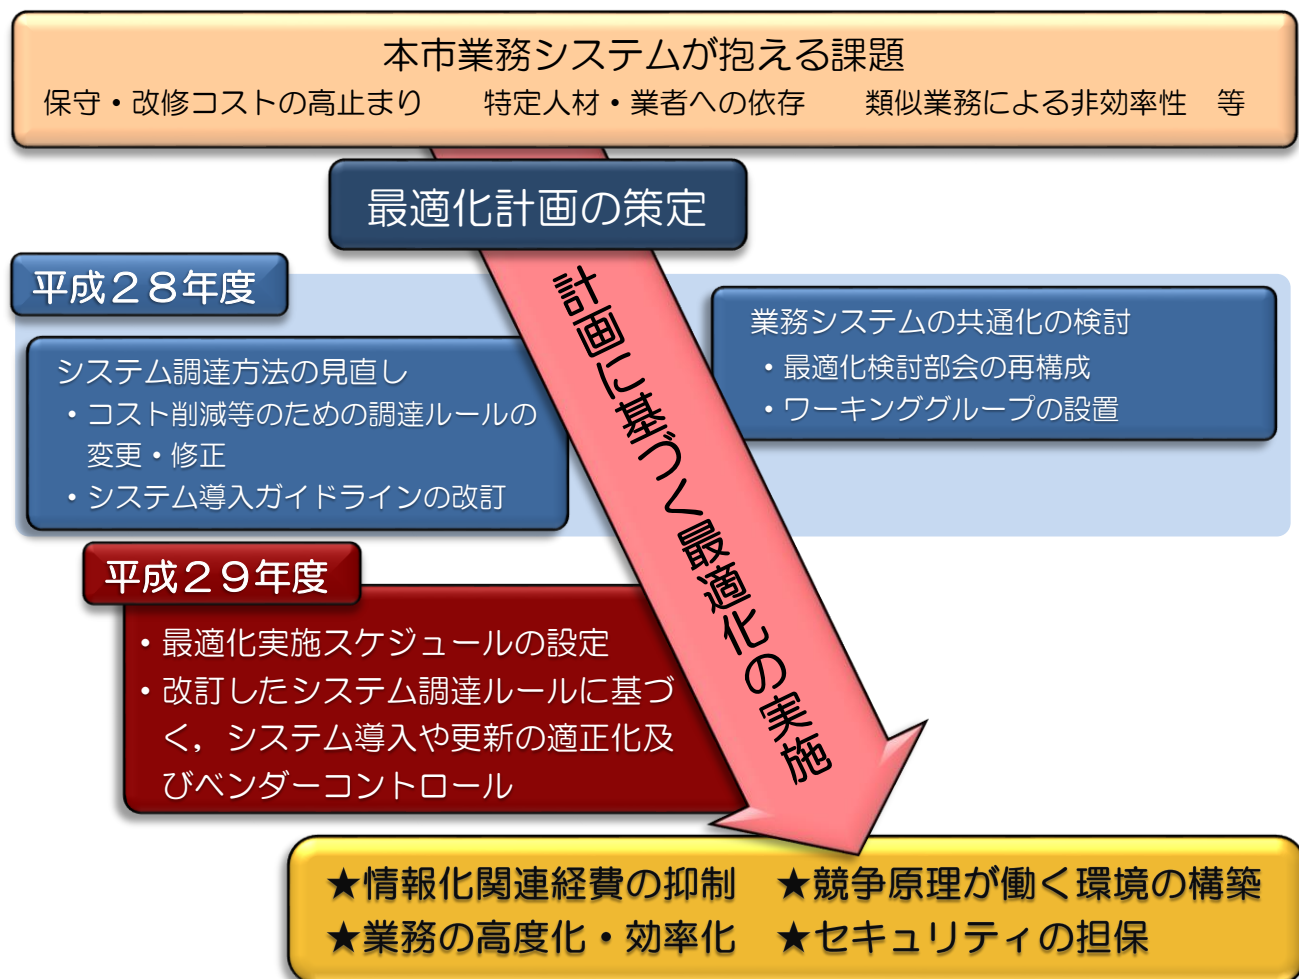 本市業務システムが抱える課題
保守・改修コストの高止まり　特定人材・業者への依存　類似業務による非効率性　等
最適化計画の策定
計画に基づく最適化の実施
平成２８年度
システム調達方法の見直し
・コスト削減等のための調達ルールの
変更・修正
・システム導入ガイドラインの改訂
業務システムの共通化の検討
・最適化検討部会の再構成
・ワーキンググループの設置
平成２９年度
・最適化実施スケジュールの設定
・改訂したシステム調達ルールに基づ
く，システム導入や更新の適正化及
びベンダーコントロール
★情報化関連経費の抑制　★競争原理が働く環境の構築
★業務の高度化・効率化　★セキュリティの担保